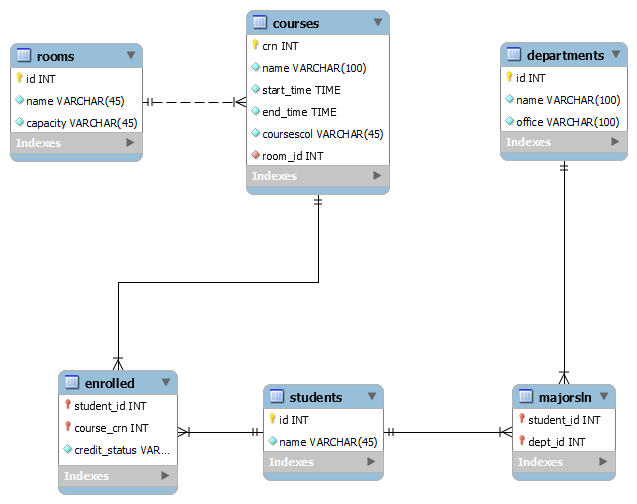 courses
crn INT
name VARCHAR(100)
start_time TIME
end_time TIME
coursescol VARCHAR(45)
room_id INT
Indexes
rooms
id INT
name VARCHAR(45)
capacity VARCHAR(45)
Indexes
departments
id INT
name VARCHAR(100)
office VARCHAR(100)
Indexes
enrolled
student_id INT
course_crn INT
credit_status VAR...
Indexes
students
id INT
name VARCHAR(45)
Indexes
majorsIn
student_id INT
dept_id INT
Indexes